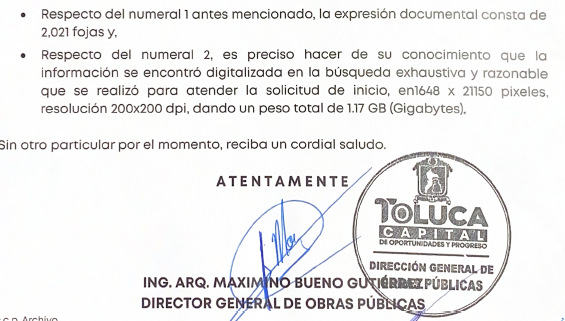 • Respecto del numeral 1 antes mencionado, la expresión documental consta de
2,021 fojas y,
• Respecto del numeral 2, es preciso hacer de su conocimiento que la
información se encontró digitalizada en la búsqueda exhaustiva y razonable
que se realizó para atender la solicitud de inicio, en1648 x 21150 pixeles,
resolución 200x200 dpi, dando un peso total de 1.17 GB (Gigabytes),
Sin otro particular por el momento, reciba un cordial saludo.
ATENTAMENTE
TOLUCA
CAPITAL
DE OPORTUNIDADES Y PROGRESO
DIRECCIÓN GENERAL DE
OBRAS PÚBLICAS
ING. ARQ. MAXIMINO BUENO GUTIÉRREZ
DIRECTOR GENERAL DE OBRAS PÚBLICAS
c.c.p. Archivo